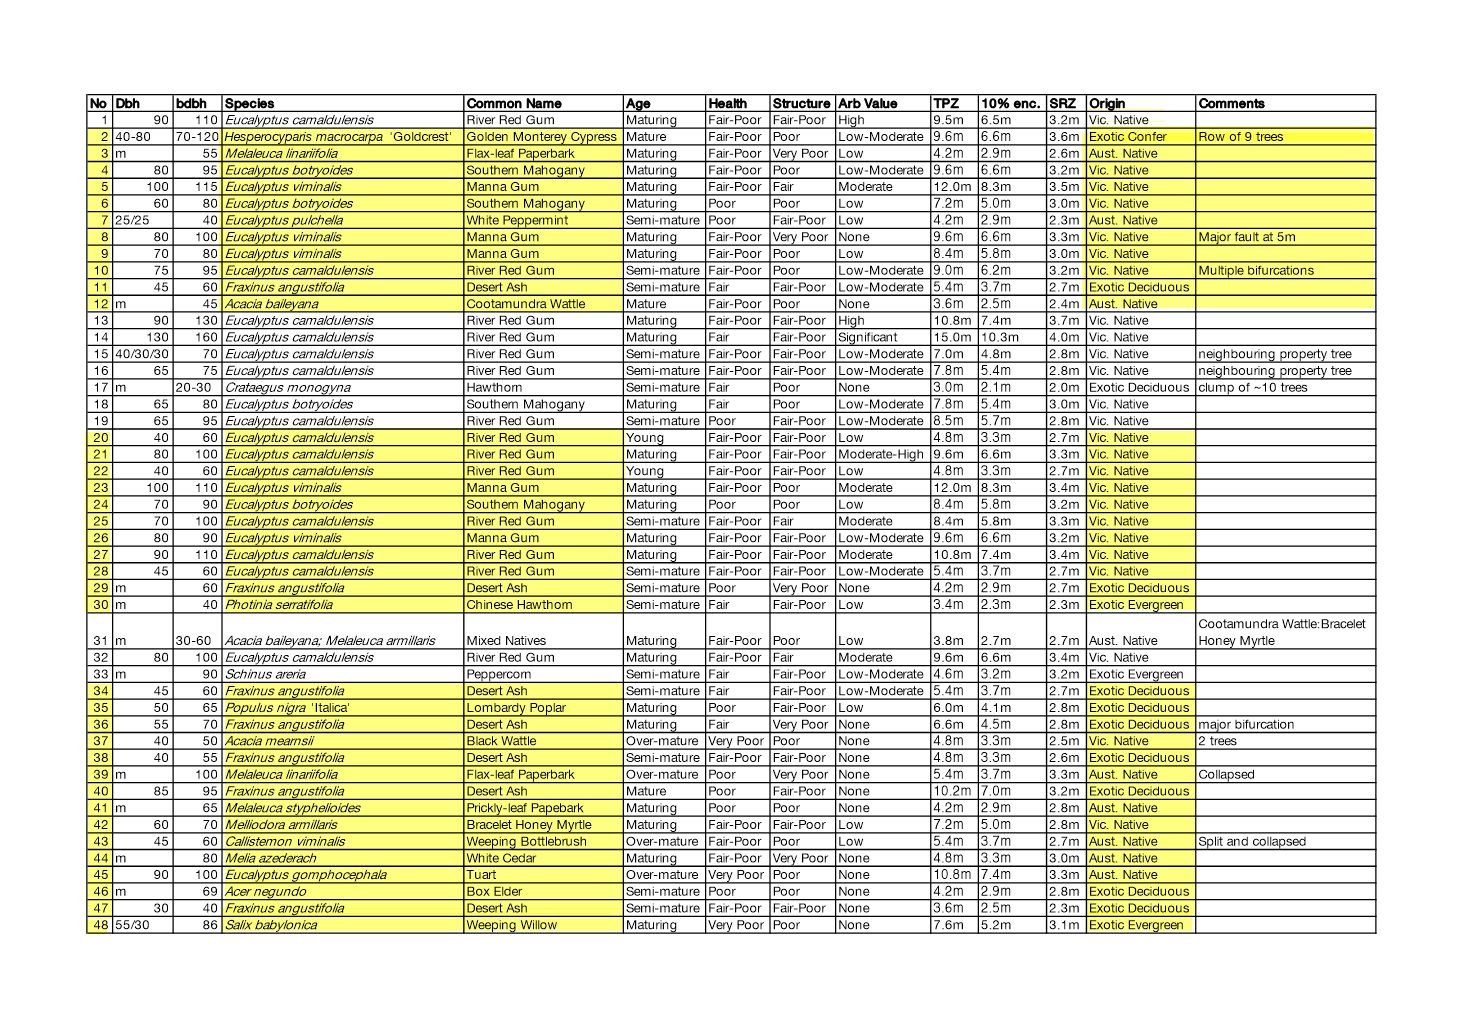 No Dbh bdbh Species Common Name Age Health Structure Arb Value TPZ 10% enc. SRZ Origin Comments
1 90 110 Eucalyptus camaldulensis River Red Gum Maturing Fair-Poor Fair-Poor High 9.5m 6.5m 3.2m Vic. Native
2 40-80 70-120 Hesperocyparis macrocarpa 'Goldcrest' Golden Monterey Cypress Mature Fair-Poor Poor Low-Moderate 9.6m 6.6m 3.6m Exotic Confer Row of 9 trees
3 m 55 Melaleuca linariifolia Flax-leaf Paperbark Maturing Fair-Poor Very Poor Low 4.2m 2.9m 2.6m Aust. Native
4 80 95 Eucalyptus botryoides Southern Mahogany Maturing Fair-Poor Poor Low-Moderate 9.6m 6.6m 3.2m Vic. Native
5 100 115 Eucalyptus viminalis Manna Gum Maturing Fair-Poor Fair Moderate 12.0m 8.3m 3.5m Vic. Native
6 60 80 Eucalyptus botryoides Southern Mahogany Maturing Poor Poor Low 7.2m 5.0m 3.0m Vic. Native
7 25/25 40 Eucalyptus pulchella White Peppermint Semi-mature Poor Fair-Poor Low 4.2m 2.9m 2.3m Aust. Native
8 80 100 Eucalyptus viminalis Manna Gum Maturing Fair-Poor Very Poor None 9.6m 6.6m 3.3m Vic. Native Major fault at 5m
9 70 80 Eucalyptus viminalis Manna Gum Maturing Fair-Poor Poor Low 8.4m 5.8m 3.0m Vic. Native
10 75 95 Eucalyptus camaldulensis River Red Gum Semi-mature Fair-Poor Poor Low-Moderate 9.0m 6.2m 3.2m Vic. Native Multiple bifurcations
11 45 60 Fraxinus angustifolia Desert Ash Semi-mature Fair Fair-Poor Low-Moderate 5.4m 3.7m 2.7m Exotic Deciduous
12 m 45 Acacia baileyana Cootamundra Wattle Mature Fair-Poor Poor None 3.6m 2.5m 2.4m Aust. Native
13 90 130 Eucalyptus camaldulensis River Red Gum Maturing Fair-Poor Fair-Poor High 10.8m 7.4m 3.7m Vic. Native
14 130 160 Eucalyptus camaldulensis River Red Gum Maturing Fair Fair-Poor Significant 15.0m 10.3m 4.0m Vic. Native
15 40/30/30 70 Eucalyptus camaldulensis River Red Gum Semi-mature Fair-Poor Fair-Poor Low-Moderate 7.0m 4.8m 2.8m Vic. Native neighbouring property tree
16 65 75 Eucalyptus camaldulensis River Red Gum Semi-mature Fair-Poor Fair-Poor Low-Moderate 7.8m 5.4m 2.8m Vic. Native neighbouring property tree
17 m 20-30 Crataegus monogyna Hawthorn Semi-mature Fair Poor None 3.0m 2.1m 2.0m Exotic Deciduous clump of ~10 trees
18 65 80 Eucalyptus botryoides Southern Mahogany Maturing Fair Poor Low-Moderate 7.8m 5.4m 3.0m Vic. Native
19 65 95 Eucalyptus camaldulensis River Red Gum Semi-mature Poor Fair-Poor Low-Moderate 8.5m 5.7m 2.8m Vic. Native
20 40 60 Eucalyptus camaldulensis River Red Gum Young Fair-Poor Fair-Poor Low 4.8m 3.3m 2.7m Vic. Native
21 80 100 Eucalyptus camaldulensis River Red Gum Maturing Fair-Poor Fair-Poor Moderate-High 9.6m 6.6m 3.3m Vic. Native
22 40 60 Eucalyptus camaldulensis River Red Gum Young Fair-Poor Fair-Poor Low 4.8m 3.3m 2.7m Vic. Native
23 100 110 Eucalyptus viminalis Manna Gum Maturing Fair-Poor Poor Moderate 12.0m 8.3m 3.4m Vic. Native
24 70 90 Eucalyptus botryoides Southern Mahogany Maturing Poor Poor Low 8.4m 5.8m 3.2m Vic. Native
25 70 100 Eucalyptus camaldulensis River Red Gum Semi-mature Fair-Poor Fair Moderate 8.4m 5.8m 3.3m Vic. Native
26 80 90 Eucalyptus viminalis Manna Gum Maturing Fair-Poor Poor Low-Moderate 9.6m 6.6m 3.2m Vic. Native
27 90 110 Eucalyptus camaldulensis River Red Gum Maturing Fair-Poor Fair-Poor Moderate 10.8m 7.4m 3.4m Vic. Native
28 45 60 Eucalyptus camaldulensis River Red Gum Semi-mature Fair-Poor Fair-Poor Low-Moderate 5.4m 3.7m 2.7m Vic. Native
29 m 60 Fraxinus angustifolia Desert Ash Semi-mature Poor Very Poor None 4.2m 2.9m 2.7m Exotic Deciduous
30 m 40 Photinia serratifolia Chinese Hawthorn Semi-mature Fair Fair-Poor Low 3.4m 2.3m 2.3m Exotic Evergreen
31 m 30-60 Acacia baileyana; Melaleuca armillaris Mixed Natives Maturing Fair-Poor Poor Low 3.8m 2.7m 2.7m Aust. Native Cootamundra Wattle:Bracelet
Honey Myrtle
32 80 100 Eucalyptus camaldulensis River Red Gum Maturing Fair-Poor Fair Moderate 9.6m 6.6m 3.4m Vic. Native
33 m 90 Schinus areria Peppercorn Semi-mature Fair Fair-Poor Low-Moderate 4.6m 3.2m 3.2m Exotic Evergreen
34 45 60 Fraxinus angustifolia Desert Ash Semi-mature Fair Fair-Poor Low-Moderate 5.4m 3.7m 2.7m Exotic Deciduous
35 50 65 Populus nigra 'Italica' Lombardy Poplar Maturing Poor Fair-Poor Low 6.0m 4.1m 2.8m Exotic Deciduous
36 55 70 Fraxinus angustifolia Desert Ash Maturing Fair Very Poor None 6.6m 4.5m 2.8m Exotic Deciduous major bifurcation
37 40 50 Acacia mearnsii Black Wattle Over-mature Very Poor Poor None 4.8m 3.3m 2.5m Vic. Native 2 trees
38 40 55 Fraxinus angustifolia Desert Ash Semi-mature Fair-Poor Fair-Poor None 4.8m 3.3m 2.6m Exotic Deciduous
39 m 100 Melaleuca linariifolia Flax-leaf Paperbark Over-mature Poor Very Poor None 5.4m 3.7m 3.3m Aust. Native Collapsed
40 85 95 Fraxinus angustifolia Desert Ash Mature Poor Fair-Poor None 10.2m 7.0m 3.2m Exotic Deciduous
41 m 65 Melaleuca styphelioides Prickly-leaf Papebark Maturing Poor Poor None 4.2m 2.9m 2.8m Aust. Native
42 60 70 Melliodora armillaris Bracelet Honey Myrtle Maturing Fair-Poor Fair-Poor Low 7.2m 5.0m 2.8m Vic. Native
43 45 60 Callistemon viminalis Weeping Bottlebrush Over-mature Fair-Poor Poor Low 5.4m 3.7m 2.7m Aust. Native Split and collapsed
44 m 80 Melia azederach White Cedar Maturing Fair-Poor Very Poor None 4.8m 3.3m 3.0m Aust. Native
45 90 100 Eucalyptus gomphocephala Tuart Over-mature Very Poor Poor None 10.8m 7.4m 3.3m Aust. Native
46 m 69 Acer negundo Box Elder Semi-mature Poor Poor None 4.2m 2.9m 2.8m Exotic Deciduous
47 30 40 Fraxinus angustifolia Desert Ash Semi-mature Fair-Poor Fair-Poor None 3.6m 2.5m 2.3m Exotic Deciduous
48 55/30 86 Salix babylonica Weeping Willow Maturing Very Poor Poor None 7.6m 5.2m 3.1m Exotic Evergreen